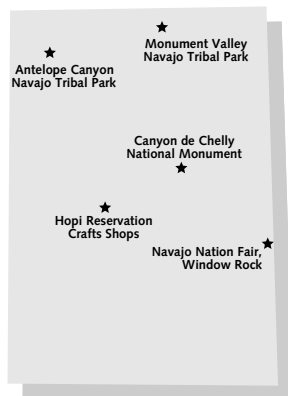 Monument Valley
Navajo Tribal Park
Antelope Canyon
Navajo Tribal Park
Canyon de Chelly
National Monument
Hopi Reservation
Crafts Shops
Navajo Nation Fair,
Window Rock